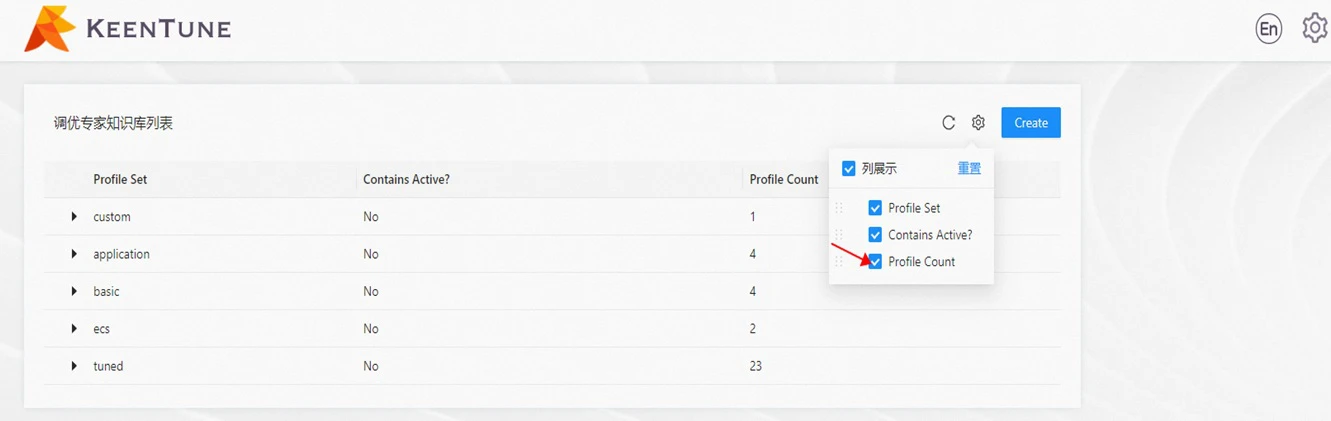 KEENTUNE
En
调优专家知识库列表
Create
列展示 重置
Profile Set
Contains Active?
Profile Count
Profile Set Contains Active? Profile Count
custom No 1
application No 4
basic No 4
ecs No 2
tuned No 23